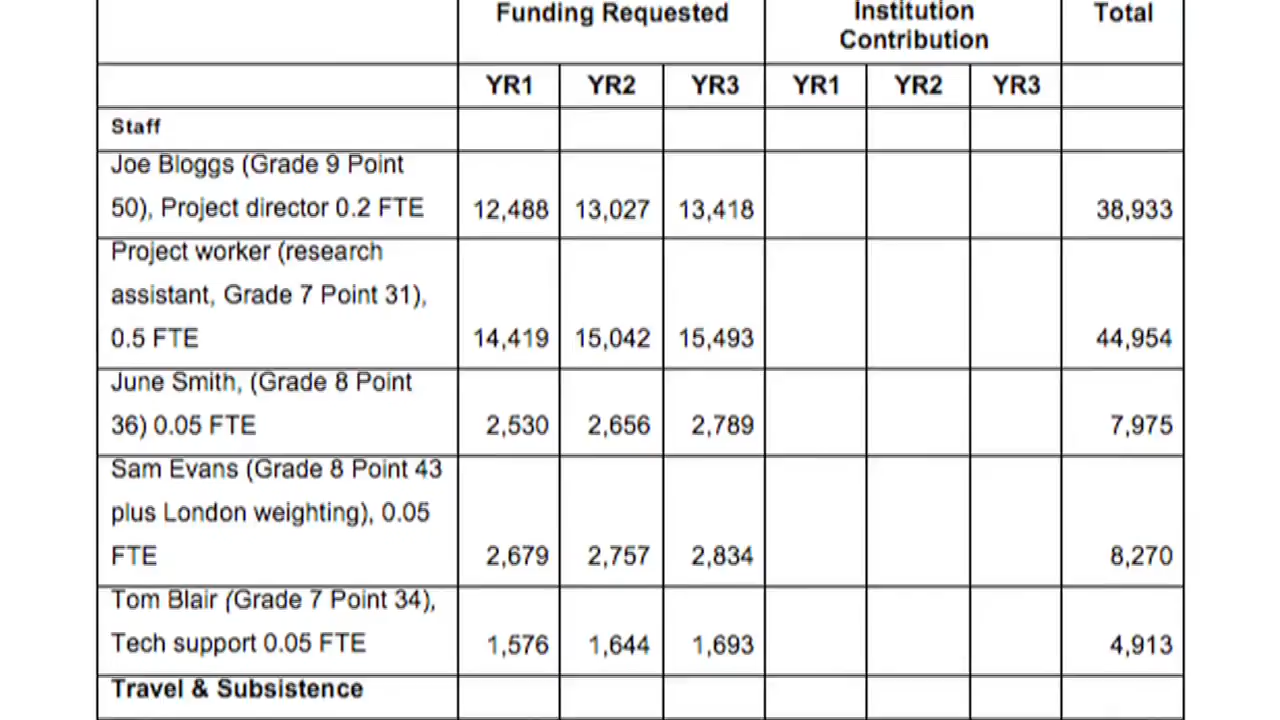 Funding Requested Institution Contribution Total
YR1 YR2 YR3 YR1 YR2 YR3
Staff
Joe Bloggs (Grade 9 Point
50), Project director 0.2 FTE 12,488 13,027 13,418 38,933
Project worker (research
assistant, Grade 7 Point 31),
0.5 FTE 14,419 15,042 15,493 44,954
June Smith, (Grade 8 Point
36) 0.05 FTE 2,530 2,656 2,789 7,975
Sam Evans (Grade 8 Point 43
plus London weighting), 0.05
FTE 2,679 2,757 2,834 8,270
Tom Blair (Grade 7 Point 34),
Tech support 0.05 FTE 1,576 1,644 1,693 4,913
Travel & Subsistence